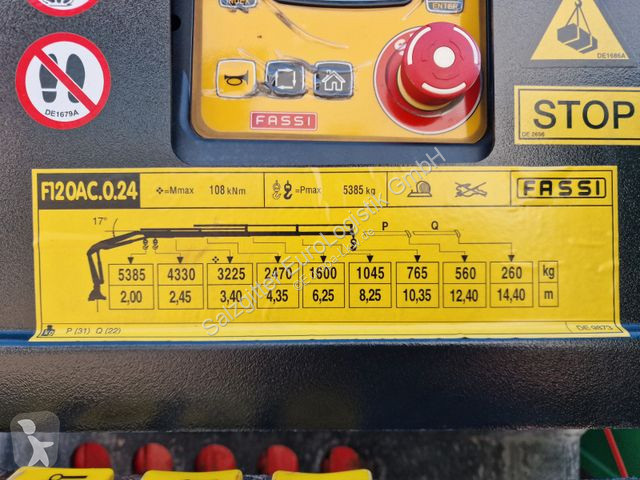 INDEX
ENTER
DE1686A
DE1679A
FASSI
STOP
DE 2696
F120AC.0.24 =Mmax 108 kNm =Pmax 5385 kg FASSI
17° P Q
5385 4330 3225 2470 1600 1045 765 560 260 kg
2,00 2,45 3,40 4,35 6,25 8,25 10,35 12,40 14,40 m
P (31) Q (22) DE-9873
Salzgitter EuroLogistik GmbH